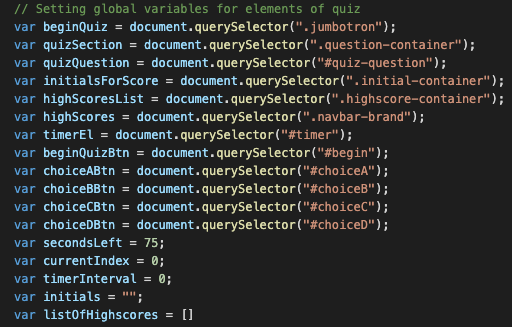 // Setting global variables for elements of quiz
var beginQuiz = document.querySelector(".jumbotron");
var quizSection = document.querySelector(".question-container");
var quizQuestion = document.querySelector("#quiz-question");
var initialsForScore = document.querySelector(".initial-container");
var highScoresList = document.querySelector(".highscore-container");
var highScores = document.querySelector(".navbar-brand");
var timerEl = document.querySelector("#timer");
var beginQuizBtn = document.querySelector("#begin");
var choiceABtn = document.querySelector("#choiceA");
var choiceBBtn = document.querySelector("#choiceB");
var choiceCBtn = document.querySelector("#choiceC");
var choiceDBtn = document.querySelector("#choiceD");
var secondsLeft = 75;
var currentIndex = 0;
var timerInterval = 0;
var initials = "";
var listOfHighscores = []